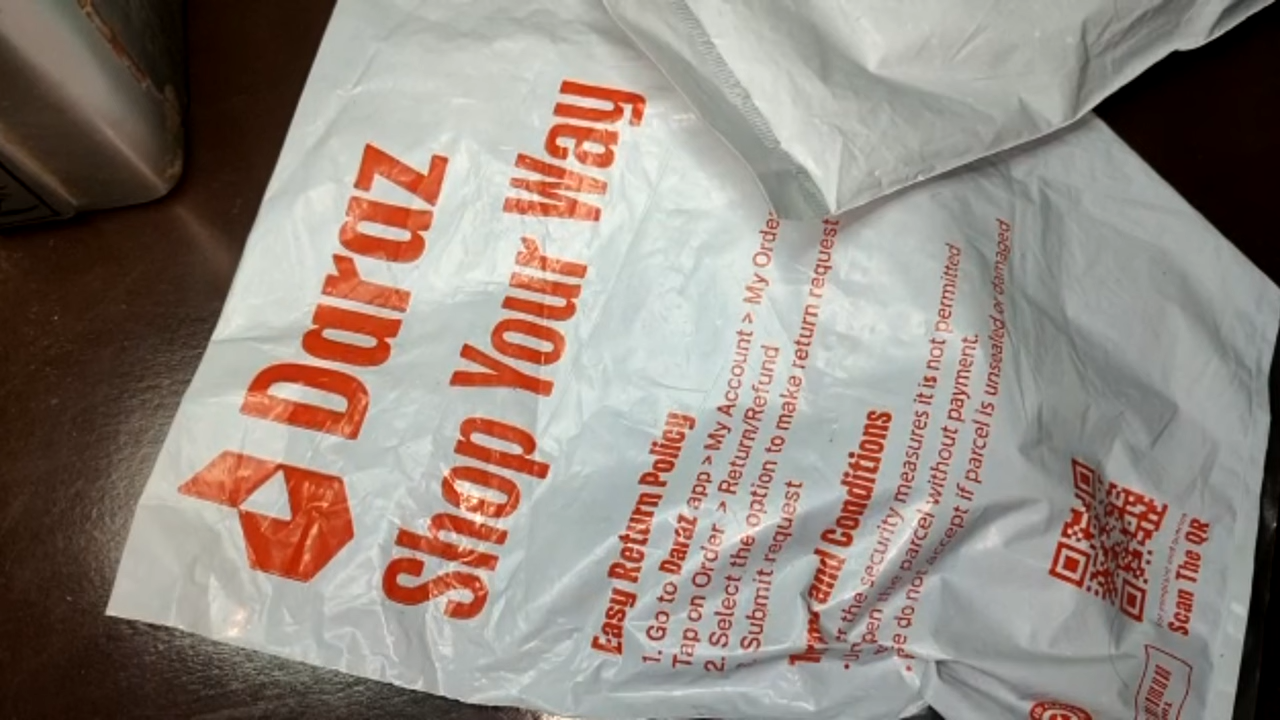 Daraz
Shop Your Way
Easy Return Policy
1. Go to Daraz app > My Account > My Orde
Tap on Order > Return/Refund
2. Select the option to make return request
Submit request
and Conditions
the security measures it is not permitted
pen the parcel without payment.
do not accept if parcel is unsealed or damaged
Scan The QR